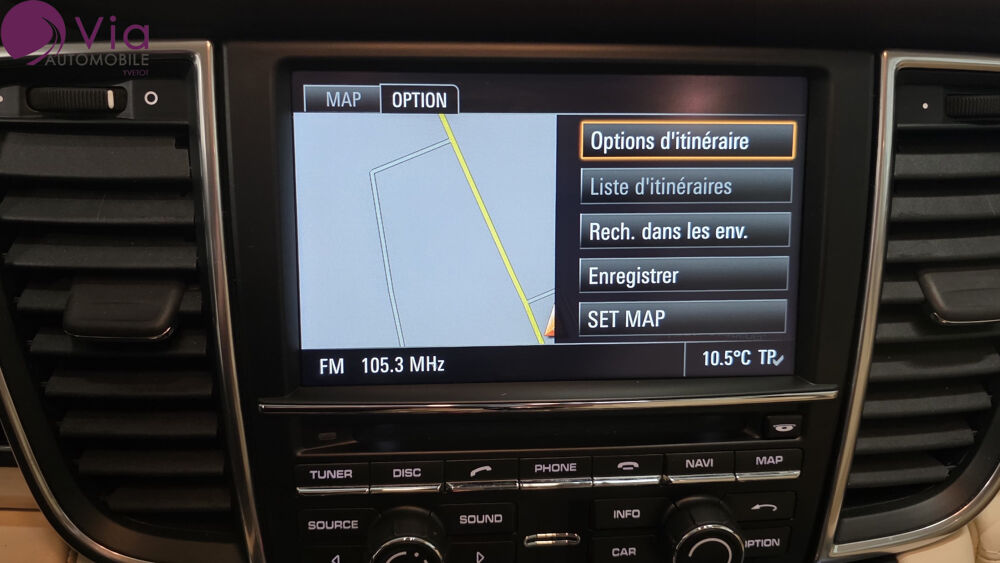 Via
AUTOMOBILE
YVETOT
MAP OPTION
Options d'itinéraire
Liste d'itinéraires
Rech. dans les env.
Enregistrer
SET MAP
FM 105.3 MHz
10.5°C TP
TUNER DISC PHONE NAVI MAP
SOURCE SOUND INFO
CAR OPTION